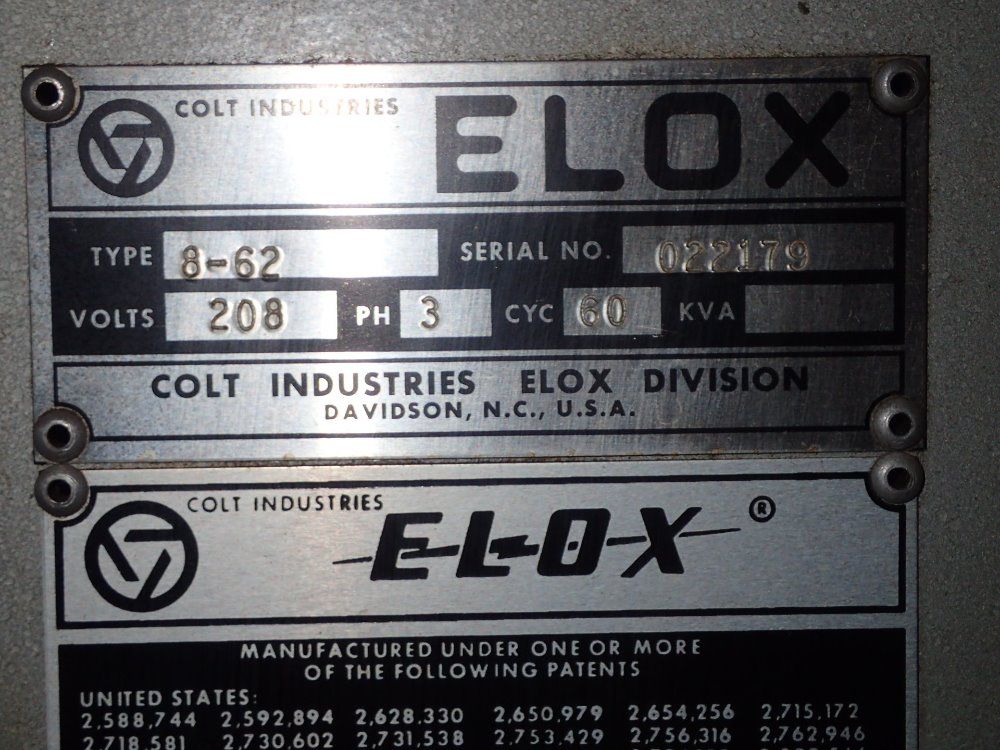 COLT INDUSTRIES ELOX
TYPE 8-62 SERIAL NO. 022179
VOLTS 208 PH 3 CYC 60 KVA
COLT INDUSTRIES ELOX DIVISION
DAVIDSON, N.C., U.S.A.
COLT INDUSTRIES ELOX ®
MANUFACTURED UNDER ONE OR MORE
OF THE FOLLOWING PATENTS
UNITED STATES:
2,588,744 2,592,894 2,628,330 2,650,979 2,654,256 2,715,172
2,718,581 2,730,602 2,731,538 2,753,429 2,756,316 2,762,946